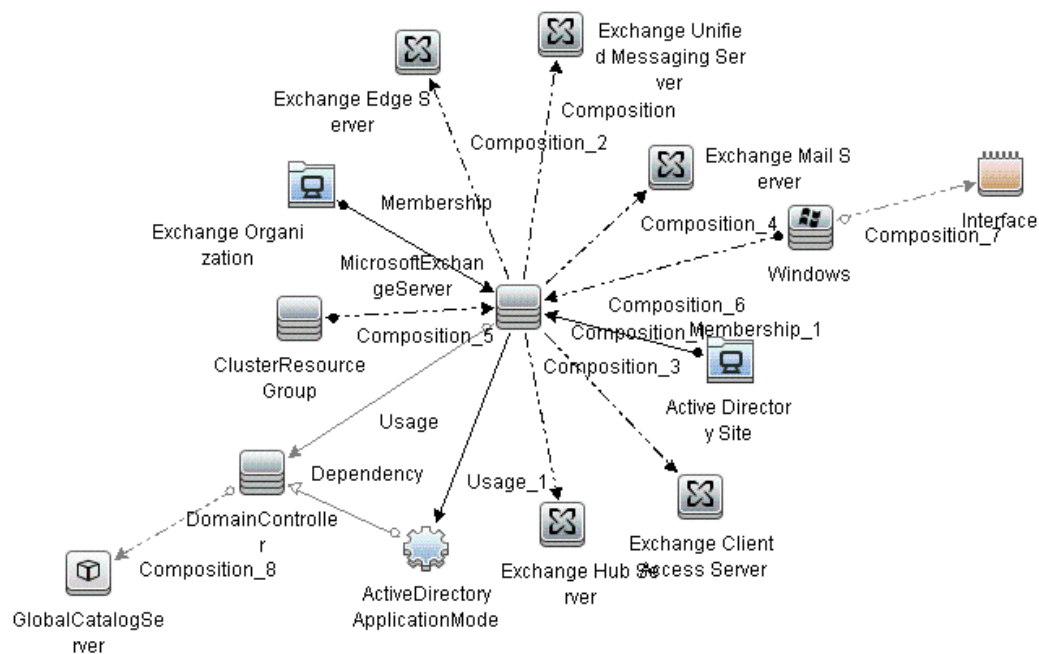 Exchange Unifie
d Messaging Ser
ver
Exchange Edge S
erver
Composition
Composition_2
Exchange Mail S
erver
Membership
Composition_4
Interface
Composition_7
Exchange Organi
zation
MicrosoftExchan
geServer
Windows
Composition_6
Composition_5
Membership_1
Composition_3
ClusterResource
Group
Active Director
y Site
Usage
Dependency
Usage_1
DomainControlle
r
Composition_8
Exchange Client
Access Server
Exchange Hub Se
rver
ActiveDirectory
ApplicationMode
GlobalCatalogSe
rver